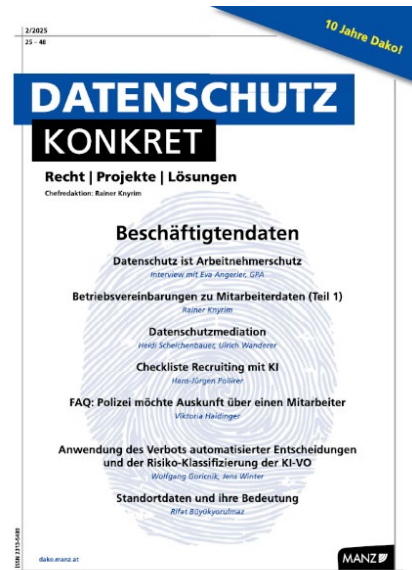 2/2025
25 – 48
10 Jahre Dako!
DATENSCHUTZ
KONKRET
Recht | Projekte | Lösungen
Chefredaktion: Rainer Knyrim
Beschäftigtendaten
Datenschutz ist Arbeitnehmerschutz
Interview mit Eva Angerler, GPA
Betriebsvereinbarungen zu Mitarbeiterdaten (Teil 1)
Rainer Knyrim
Datenschutzmediation
Heidi Scheichenbauer, Ulrich Wanderer
Checkliste Recruiting mit KI
Hans-Jürgen Pollirer
FAQ: Polizei möchte Auskunft über einen Mitarbeiter
Viktoria Haidinger
Anwendung des Verbots automatisierter Entscheidungen
und der Risiko-Klassifizierung der KI-VO
Wolfgang Goricnik, Jens Winter
Standortdaten und ihre Bedeutung
Rifat Büyükyorulmaz
ISSN 2313-5409
dako.manz.at
MANZ